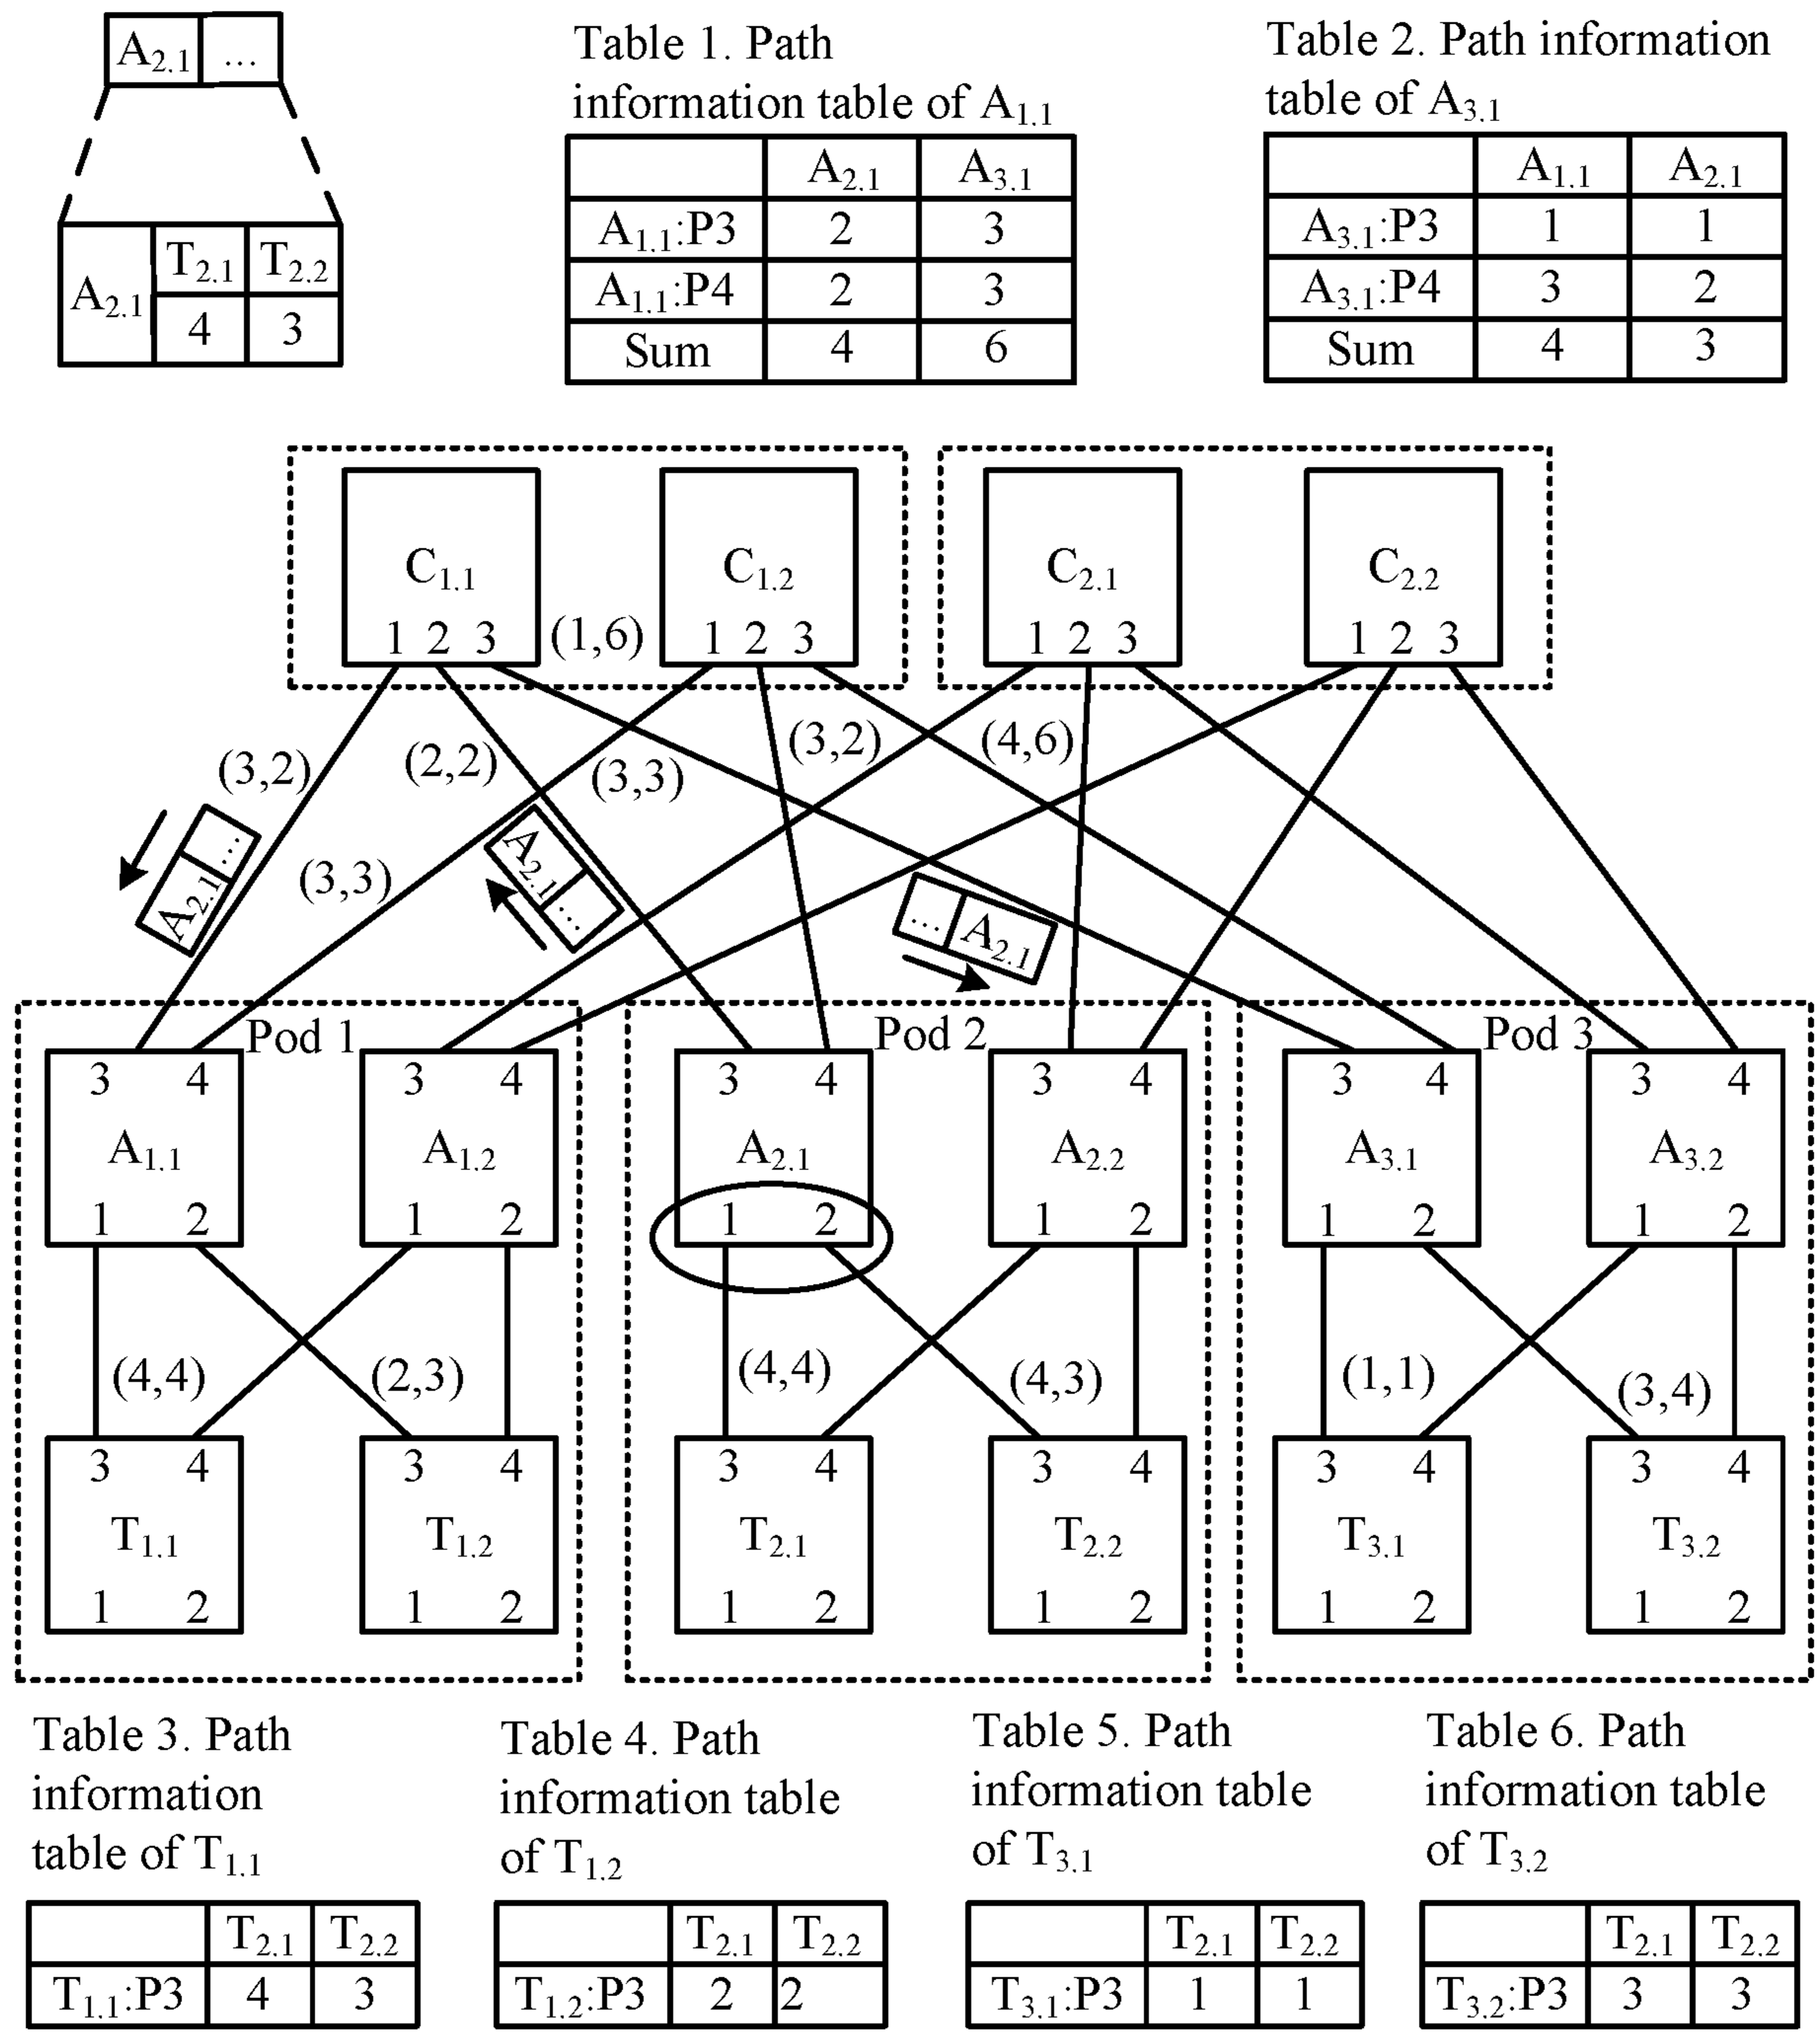 A2.1 ...
T2.1 T2.2
A2.1
4 3
Table 1. Path
information table of A1.1
A2.1 A3.1
A1.1:P3 2 3
A1.1:P4 2 3
Sum 4 6
Table 2. Path information
table of A3.1
A1.1 A2.1
A3.1:P3 1 1
A3.1:P4 3 2
Sum 4 3
C1.1 C1.2 C2.1 C2.2
1 2 3 (1,6) 1 2 3 1 2 3 1 2 3
(3,2) (2,2) (3,3) (3,2) (4,6)
(3,3)
A2.1 ...
A2.1 ...
... A2.1
Pod 1 Pod 2 Pod 3
3 4 3 4 3 4 3 4 3 4 3 4
A1.1 A1.2 A2.1 A2.2 A3.1 A3.2
1 2 1 2 1 2 1 2 1 2 1 2
(4,4) (2,3) (4,4) (4,3) (1,1) (3,4)
3 4 3 4 3 4 3 4 3 4 3 4
T1.1 T1.2 T2.1 T2.2 T3.1 T3.2
1 2 1 2 1 2 1 2 1 2 1 2
Table 3. Path
information
table of T1.1
T2.1 T2.2
T1.1:P3 4 3
Table 4. Path
information table
of T1.2
T2.1 T2.2
T1.2:P3 2 2
Table 5. Path
information table
of T3.1
T2.1 T2.2
T3.1:P3 1 1
Table 6. Path
information table
of T3.2
T2.1 T2.2
T3.2:P3 3 3